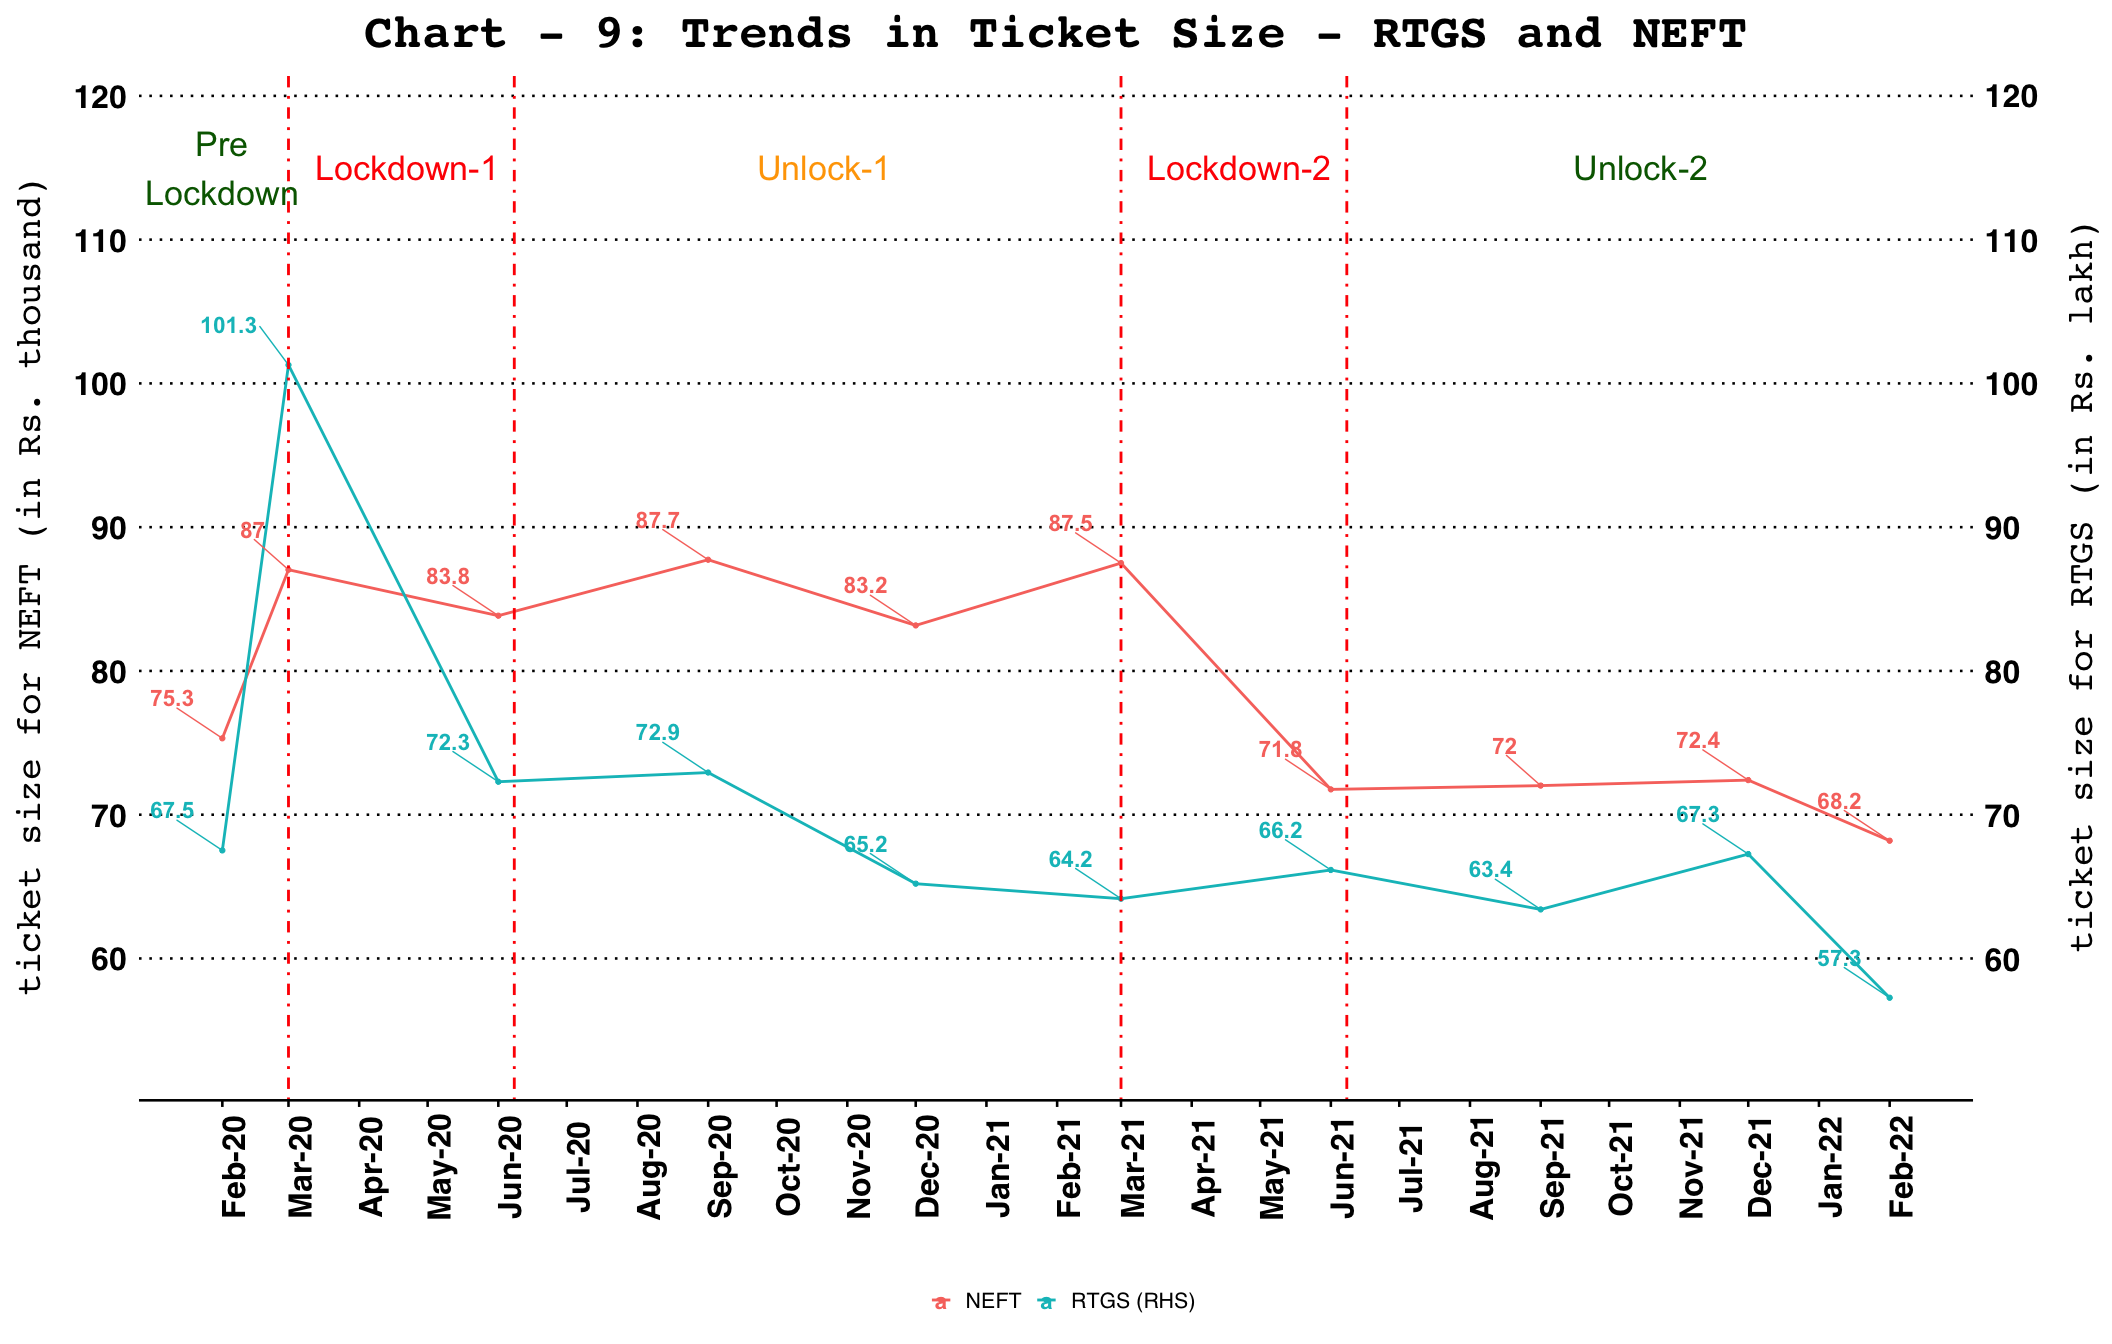 Chart - 9: Trends in Ticket Size - RTGS and NEFT
ticket size for NEFT (in Rs. thousand)
120
110
100
90
80
70
60
Pre
Lockdown
Lockdown-1
Unlock-1
Lockdown-2
Unlock-2
101.3
87
83.8
87.7
83.2
87.5
75.3
72.3
72.9
71.8
72
72.4
67.5
65.2
64.2
66.2
63.4
67.3
68.2
57.3
120
110
100
90
80
70
60
ticket size for RTGS (in Rs. lakh)
Feb-20
Mar-20
Apr-20
May-20
Jun-20
Jul-20
Aug-20
Sep-20
Oct-20
Nov-20
Dec-20
Jan-21
Feb-21
Mar-21
Apr-21
May-21
Jun-21
Jul-21
Aug-21
Sep-21
Oct-21
Nov-21
Dec-21
Jan-22
Feb-22
a NEFT a RTGS (RHS)